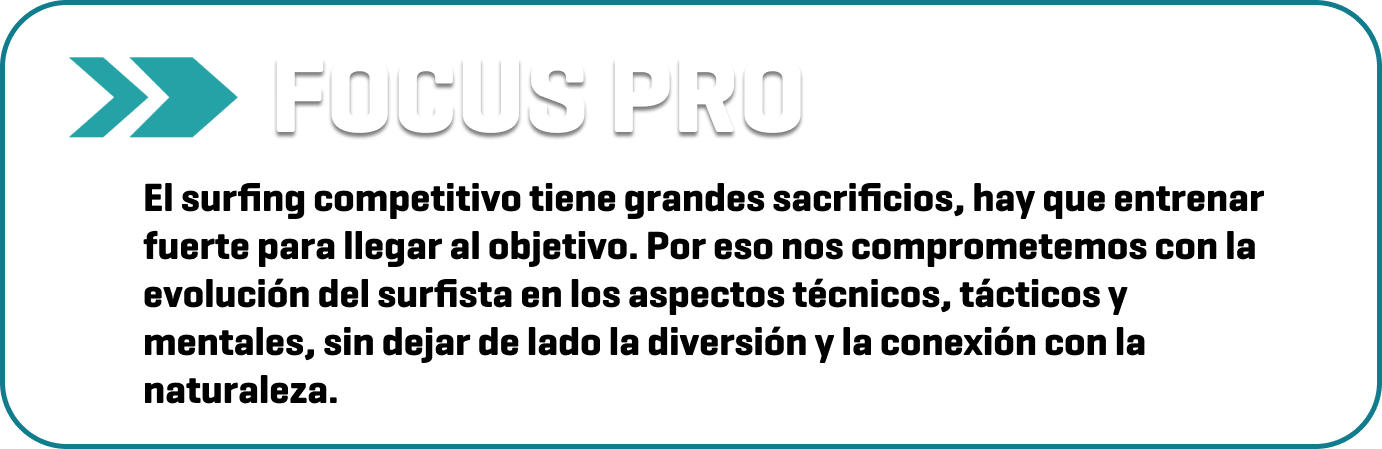 FOCUS PRO
El surfing competitivo tiene grandes sacrificios, hay que entrenar
fuerte para llegar al objetivo. Por eso nos comprometemos con la
evolución del surfista en los aspectos técnicos, tácticos y
mentales, sin dejar de lado la diversión y la conexión con la
naturaleza.